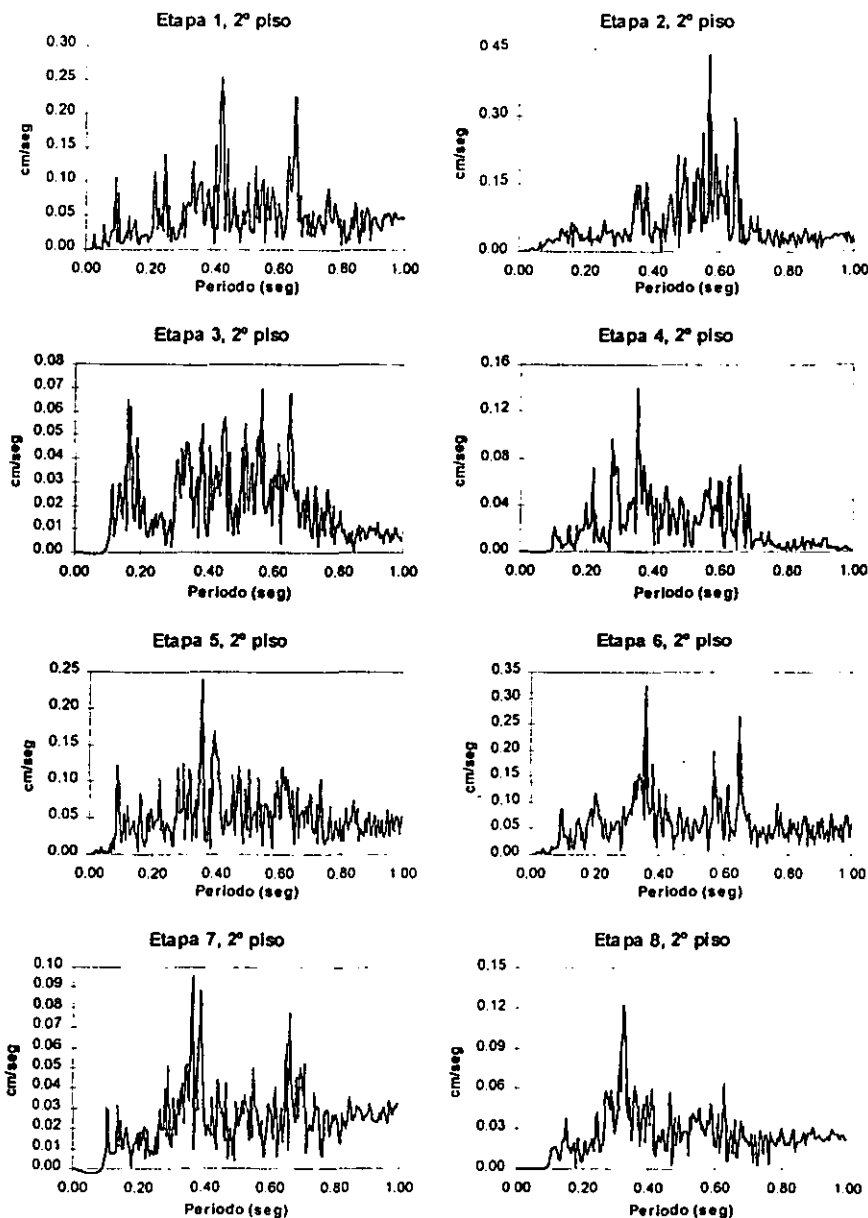 Etapa 1, 2º piso
0.30
0.25
0.20
0.15
0.10
0.05
0.00
cm/seg
0.00 0.20 0.40 0.60 0.80 1.00
Periodo (seg)
Etapa 2, 2º piso
0.45
0.30
0.15
0.00
cm/seg
0.00 0.20 0.40 0.60 0.80 1.00
Periodo (seg)
Etapa 3, 2º piso
0.08
0.07
0.06
0.05
0.04
0.03
0.02
0.01
0.00
cm/seg
0.00 0.20 0.40 0.60 0.80 1.00
Periodo (seg)
Etapa 4, 2º piso
0.16
0.12
0.08
0.04
0.00
cm/seg
0.00 0.20 0.40 0.60 0.80 1.00
Periodo (seg)
Etapa 5, 2º piso
0.25
0.20
0.15
0.10
0.05
0.00
cm/seg
0.00 0.20 0.40 0.60 0.80 1.00
Periodo (seg)
Etapa 6, 2º piso
0.35
0.30
0.25
0.20
0.15
0.10
0.05
0.00
cm/seg
0.00 0.20 0.40 0.60 0.80 1.00
Periodo (seg)
Etapa 7, 2º piso
0.10
0.09
0.08
0.07
0.06
0.05
0.04
0.03
0.02
0.01
0.00
cm/seg
0.00 0.20 0.40 0.60 0.80 1.00
Periodo (seg)
Etapa 8, 2º piso
0.15
0.12
0.09
0.06
0.03
0.00
cm/seg
0.00 0.20 0.40 0.60 0.80 1.00
Periodo (seg)